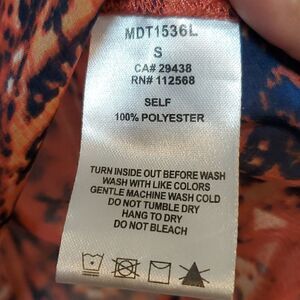 MDT1536L
S
CA# 29438
RN# 112568
SELF
100% POLYESTER
TURN INSIDE OUT BEFORE WASH
WASH WITH LIKE COLORS
GENTLE MACHINE WASH COLD
DO NOT TUMBLE DRY
HANG TO DRY
DO NOT BLEACH